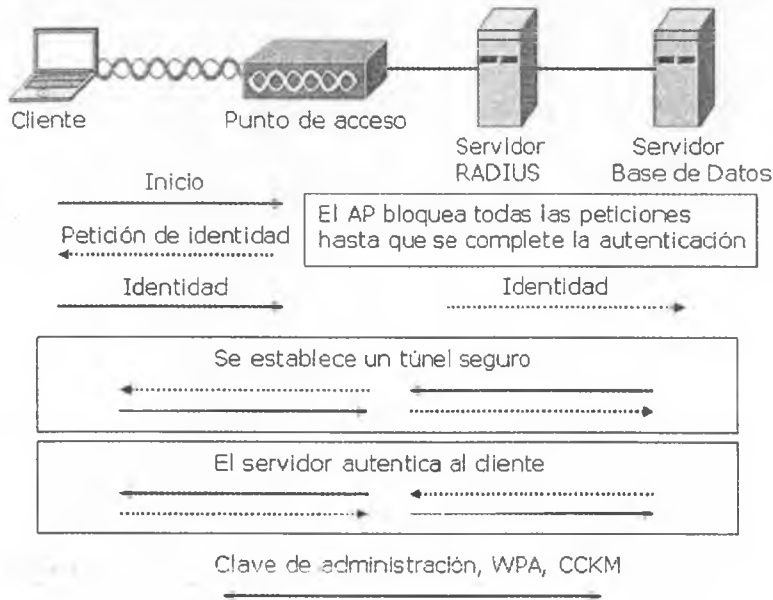 Cliente
Punto de acceso
Servidor
RADIUS
Servidor
Base de Datos
Inicio
El AP bloquea todas las peticiones
hasta que se complete la autenticación
Petición de identidad
Identidad
Identidad
Se establece un túnel seguro
El servidor autentica al cliente
Clave de administración, WPA, CCKM